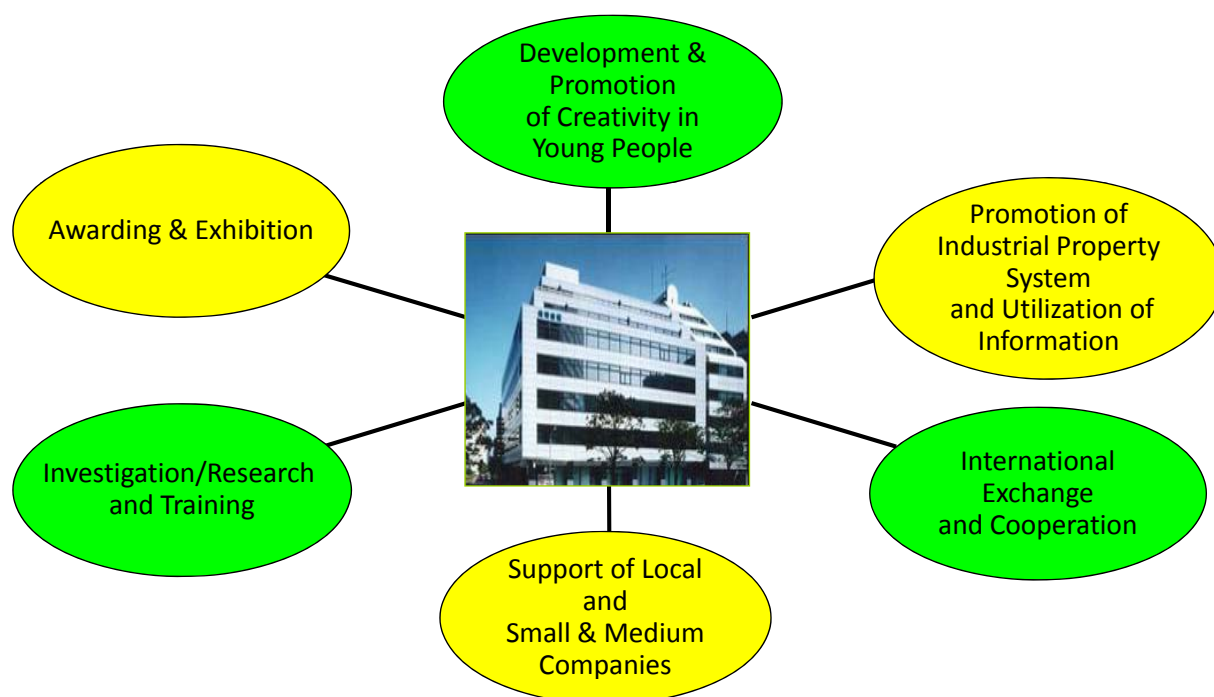 Development &
Promotion
of Creativity in
Young People
Awarding & Exhibition
Promotion of
Industrial Property
System
and Utilization of
Information
Investigation/Research
and Training
International
Exchange
and Cooperation
Support of Local
and
Small & Medium
Companies